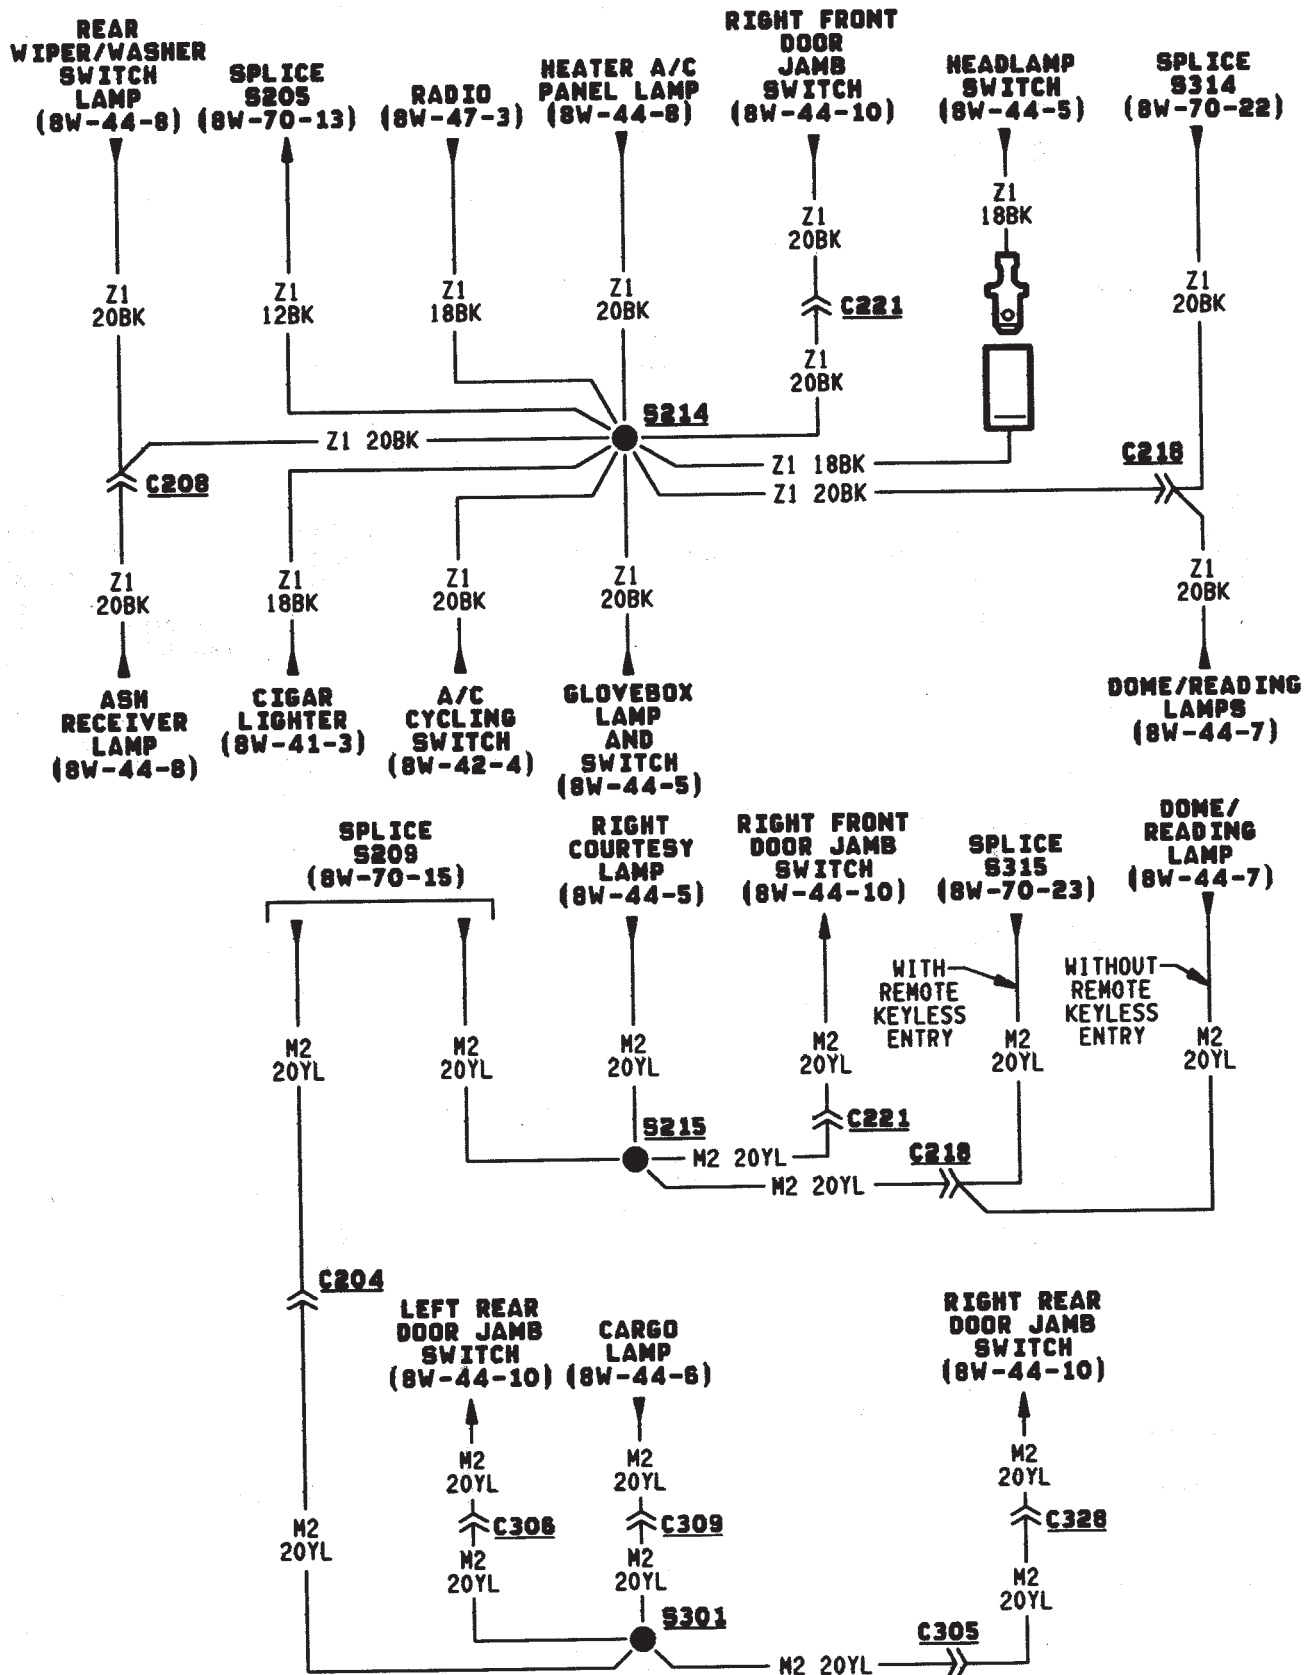 REAR
WIPER/WASHER
SWITCH
LAMP
(8W-44-8)
SPLICE
S205
(8W-70-13)
RADIO
(8W-47-3)
HEATER A/C
PANEL LAMP
(8W-44-8)
RIGHT FRONT
DOOR
JAMB
SWITCH
(8W-44-10)
HEADLAMP
SWITCH
(8W-44-5)
SPLICE
S314
(8W-70-22)
Z1
18BK
Z1
20BK
Z1
20BK
Z1
12BK
Z1
18BK
Z1
20BK
C221
Z1
20BK
Z1
20BK
S214
Z1 20BK
C208
Z1 18BK
Z1 20BK
C218
Z1
20BK
Z1
18BK
Z1
20BK
Z1
20BK
Z1
20BK
ASH
RECEIVER
LAMP
(8W-44-8)
CIGAR
LIGHTER
(8W-41-3)
A/C
CYCLING
SWITCH
(8W-42-4)
GLOVEBOX
LAMP
AND
SWITCH
(8W-44-5)
DOME/READING
LAMPS
(8W-44-7)
SPLICE
S209
(8W-70-15)
RIGHT
COURTESY
LAMP
(8W-44-5)
RIGHT FRONT
DOOR JAMB
SWITCH
(8W-44-10)
SPLICE
S315
(8W-70-23)
DOME/
READING
LAMP
(8W-44-7)
WITH
REMOTE
KEYLESS
ENTRY
WITHOUT
REMOTE
KEYLESS
ENTRY
M2
20YL
M2
20YL
M2
20YL
M2
20YL
M2
20YL
M2
20YL
S215
C221
M2 20YL
C218
M2 20YL
C204
LEFT REAR
DOOR JAMB
SWITCH
(8W-44-10)
CARGO
LAMP
(8W-44-6)
RIGHT REAR
DOOR JAMB
SWITCH
(8W-44-10)
M2
20YL
M2
20YL
M2
20YL
C306
C309
C328
M2
20YL
M2
20YL
M2
20YL
M2
20YL
S301
C305
M2 20YL